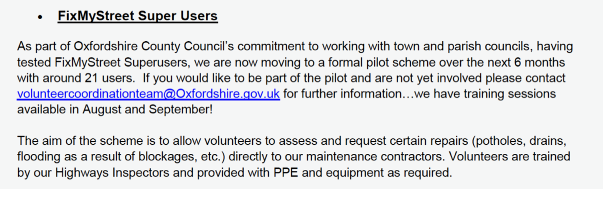 • FixMyStreet Super Users
As part of Oxfordshire County Council's commitment to working with town and parish councils, having
tested FixMyStreet Superusers, we are now moving to a formal pilot scheme over the next 6 months
with around 21 users.  If you would like to be part of the pilot and are not yet involved please contact
volunteercoordinationteam@Oxfordshire.gov.uk for further information…we have training sessions
available in August and September!
The aim of the scheme is to allow volunteers to assess and request certain repairs (potholes, drains,
flooding as a result of blockages, etc.) directly to our maintenance contractors. Volunteers are trained
by our Highways Inspectors and provided with PPE and equipment as required.